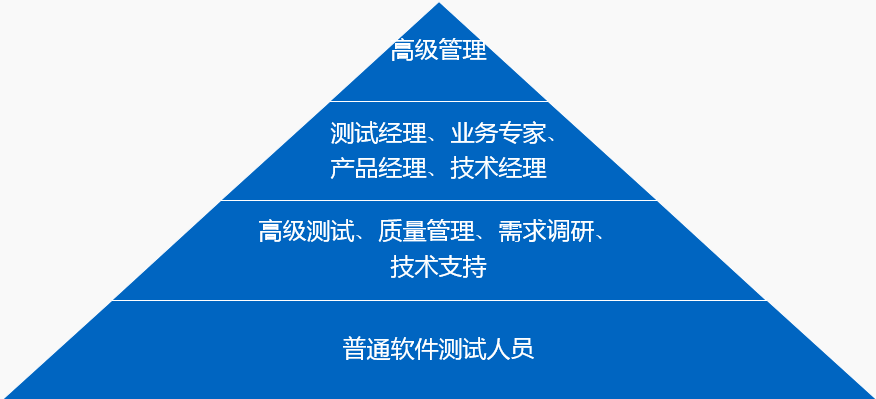 高级管理
测试经理、业务专家、
产品经理、技术经理
高级测试、质量管理、需求调研、
技术支持
普通软件测试人员